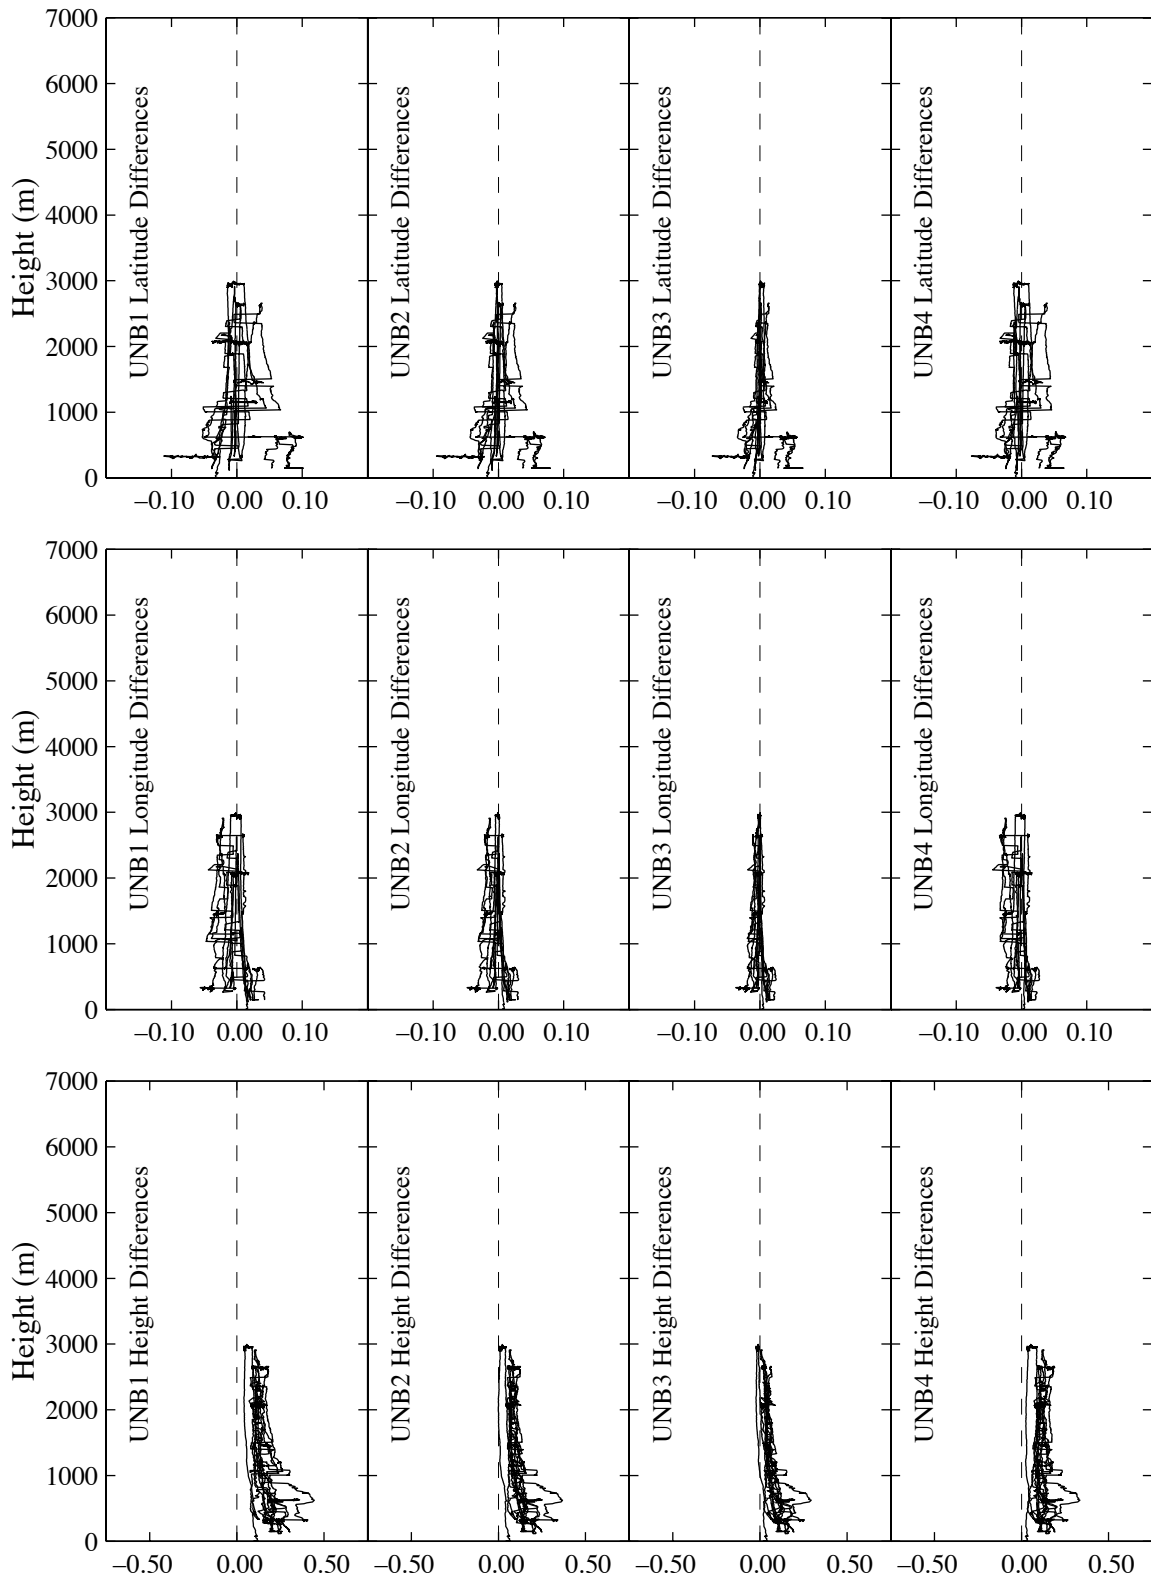 7000
6000
5000
4000
3000
2000
1000
0
Height (m)
UNB1 Latitude Differences
UNB2 Latitude Differences
UNB3 Latitude Differences
UNB4 Latitude Differences
−0.10 0.00 0.10 −0.10 0.00 0.10 −0.10 0.00 0.10 −0.10 0.00 0.10
7000
6000
5000
4000
3000
2000
1000
0
Height (m)
UNB1 Longitude Differences
UNB2 Longitude Differences
UNB3 Longitude Differences
UNB4 Longitude Differences
−0.10 0.00 0.10 −0.10 0.00 0.10 −0.10 0.00 0.10 −0.10 0.00 0.10
7000
6000
5000
4000
3000
2000
1000
0
Height (m)
UNB1 Height Differences
UNB2 Height Differences
UNB3 Height Differences
UNB4 Height Differences
−0.50 0.00 0.50 −0.50 0.00 0.50 −0.50 0.00 0.50 −0.50 0.00 0.50